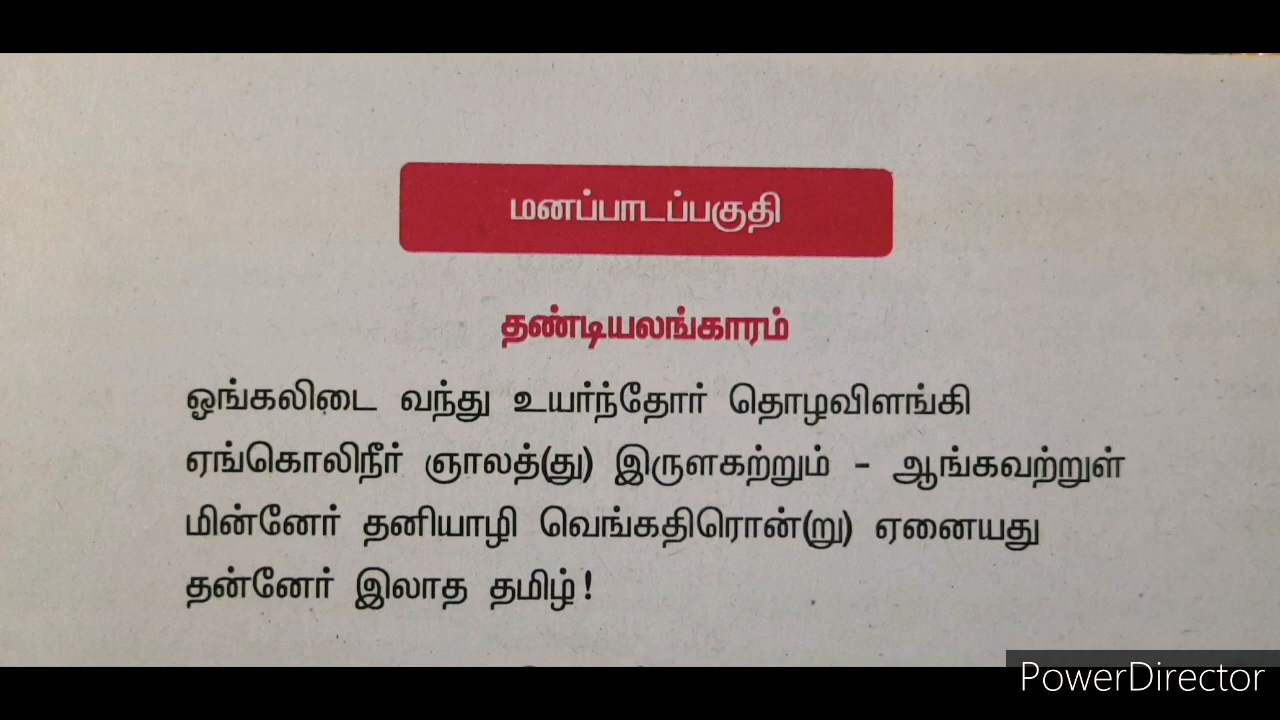 மனப்பாடப்பகுதி
தண்டியலங்காரம்
ஓங்கலிடை வந்து உயர்ந்தோர் தொழவிளங்கி
ஏங்கொலிநீர் ஞாலத்(து) இருளகற்றும் - ஆங்கவற்றுள்
மின்னேர் தனியாழி வெங்கதிரொன்(று) ஏனையது
தன்னேர் இலாத தமிழ்!
PowerDirector